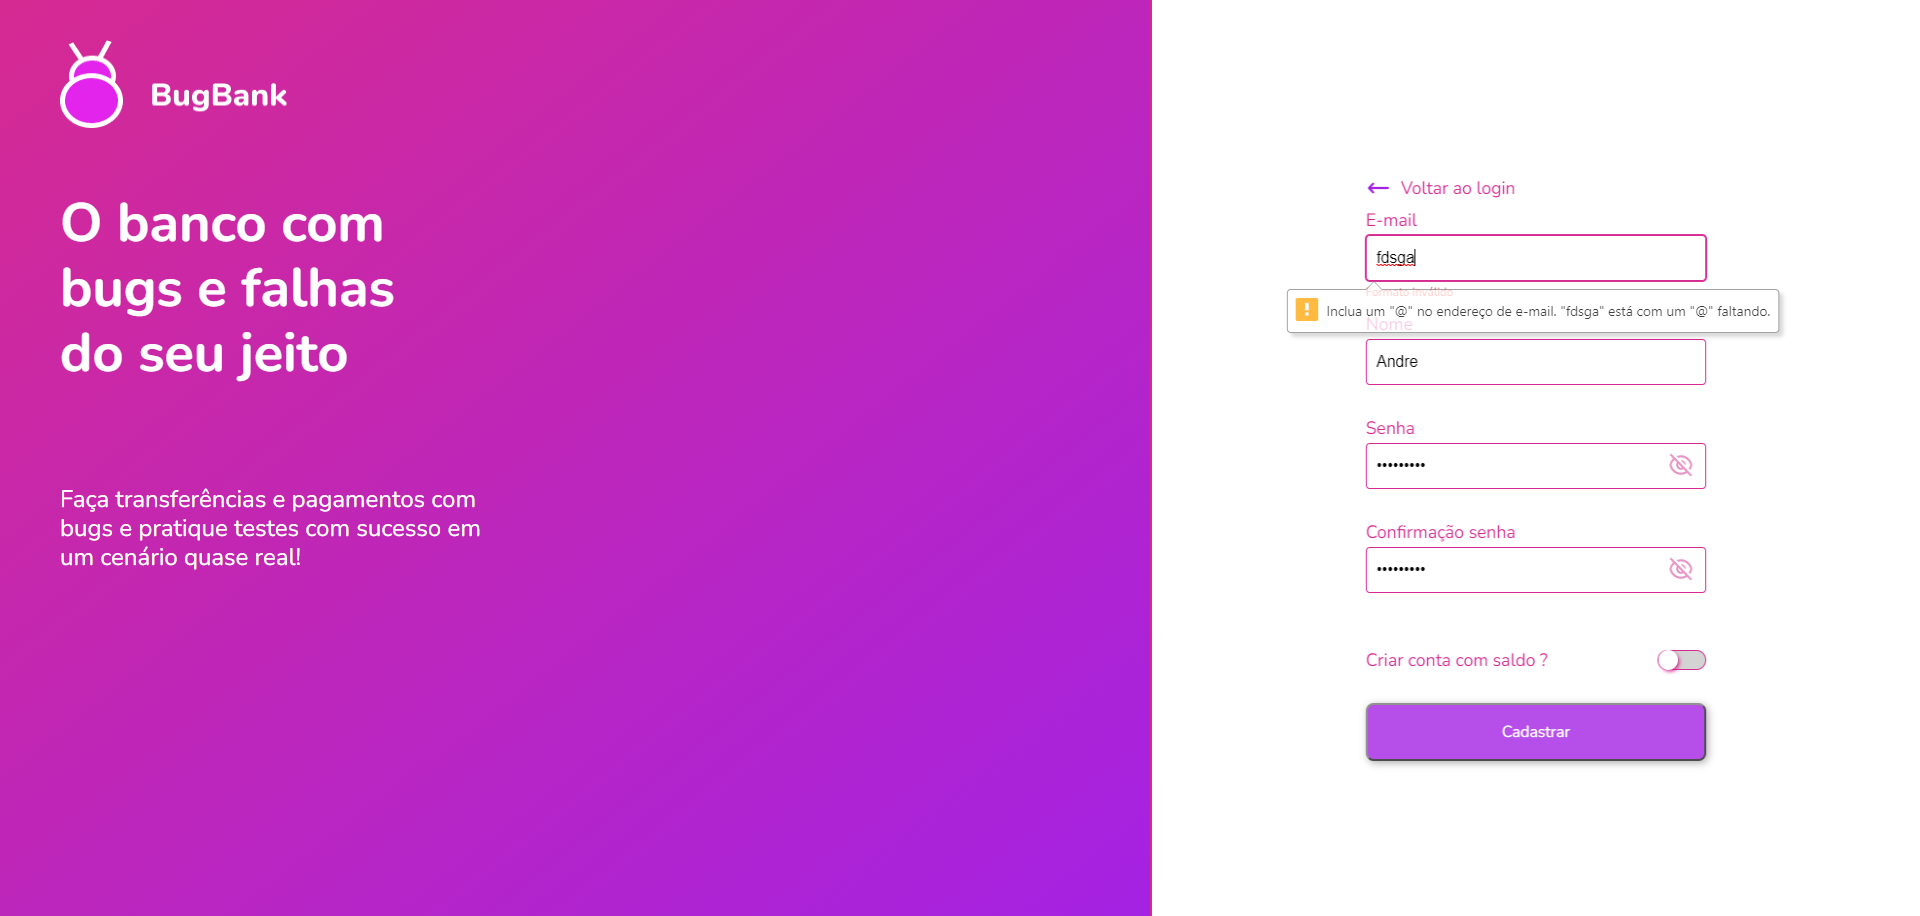 BugBank
O banco com
bugs e falhas
do seu jeito
Faça transferências e pagamentos com
bugs e pratique testes com sucesso em
um cenário quase real!
Voltar ao login
E-mail
fdsga
Formato inválido
Inclua um "@" no endereço de e-mail. "fdsga" está com um "@" faltando.
Nome
Andre
Senha
•••••••••
Confirmação senha
•••••••••
Criar conta com saldo ?
Cadastrar